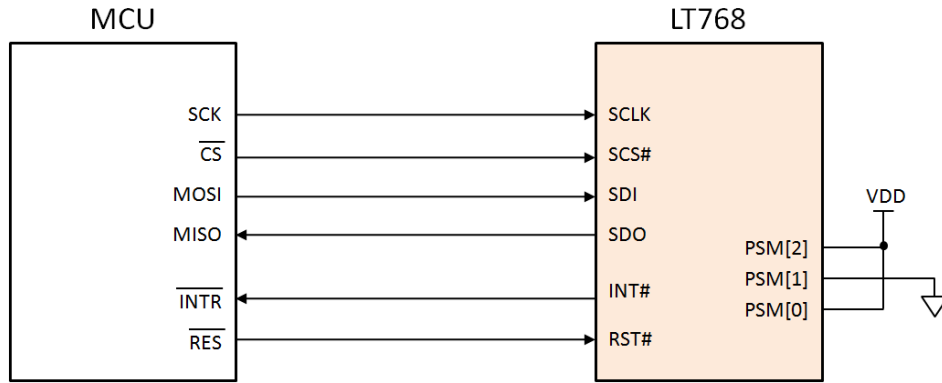 MCU
LT768
SCK
SCLK
CS
SCS#
MOSI
SDI
MISO
SDO
INTR
INT#
RES
RST#
VDD
PSM[2]
PSM[1]
PSM[0]